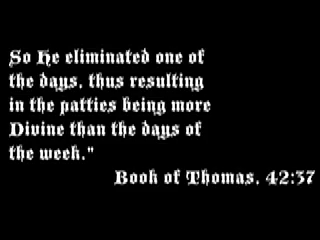 So He eliminated one of
the days, thus resulting
in the patties being more
Divine than the days of
the week."
Book of Thomas, 42:37